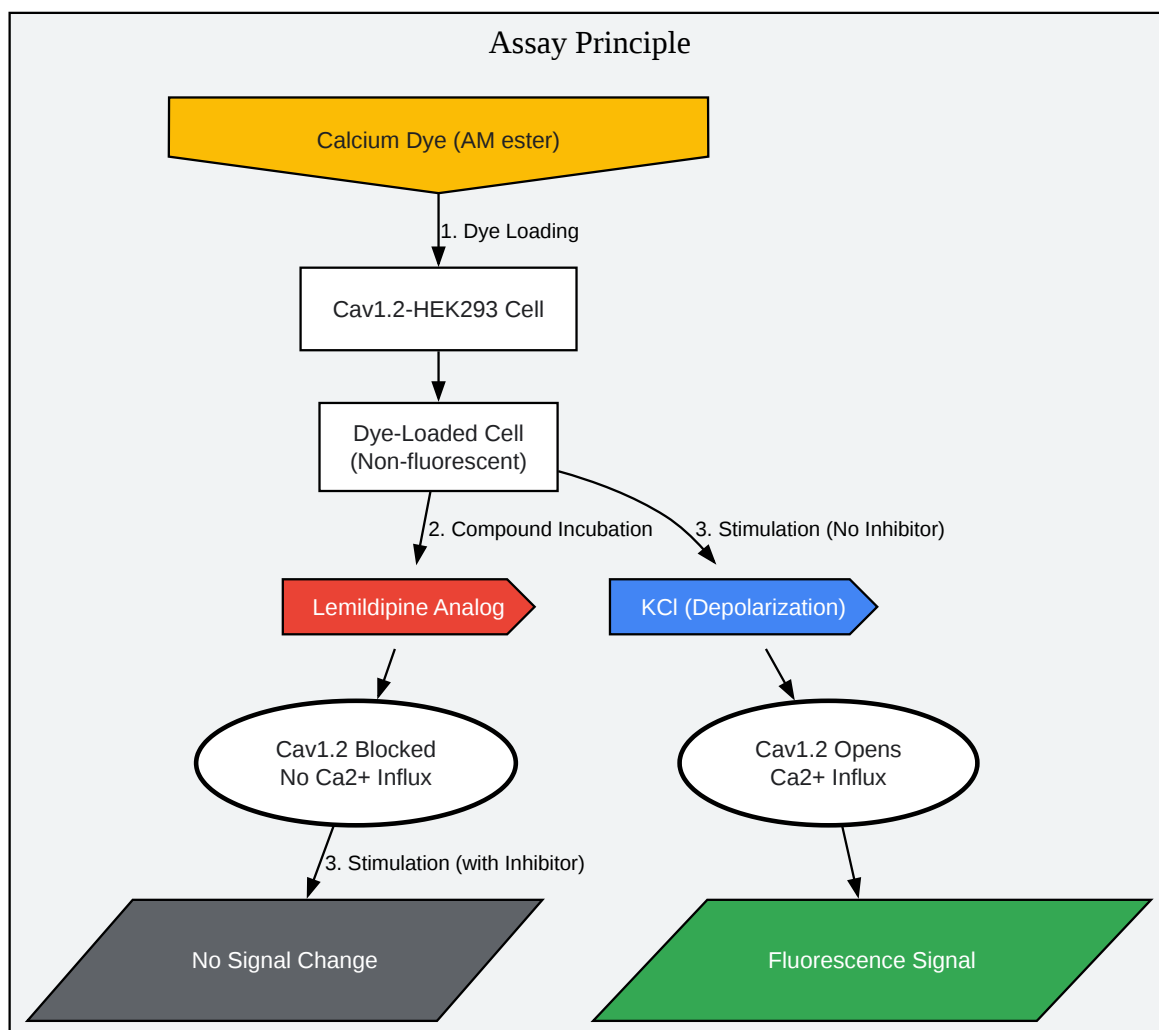 Assay Principle
Calcium Dye (AM ester)
1. Dye Loading
Cav1.2-HEK293 Cell
Dye-Loaded Cell
(Non-fluorescent)
2. Compound Incubation
3. Stimulation (No Inhibitor)
Lemildipine Analog
KCl (Depolarization)
Cav1.2 Blocked
No Ca2+ Influx
Cav1.2 Opens
Ca2+ Influx
3. Stimulation (with Inhibitor)
No Signal Change
Fluorescence Signal